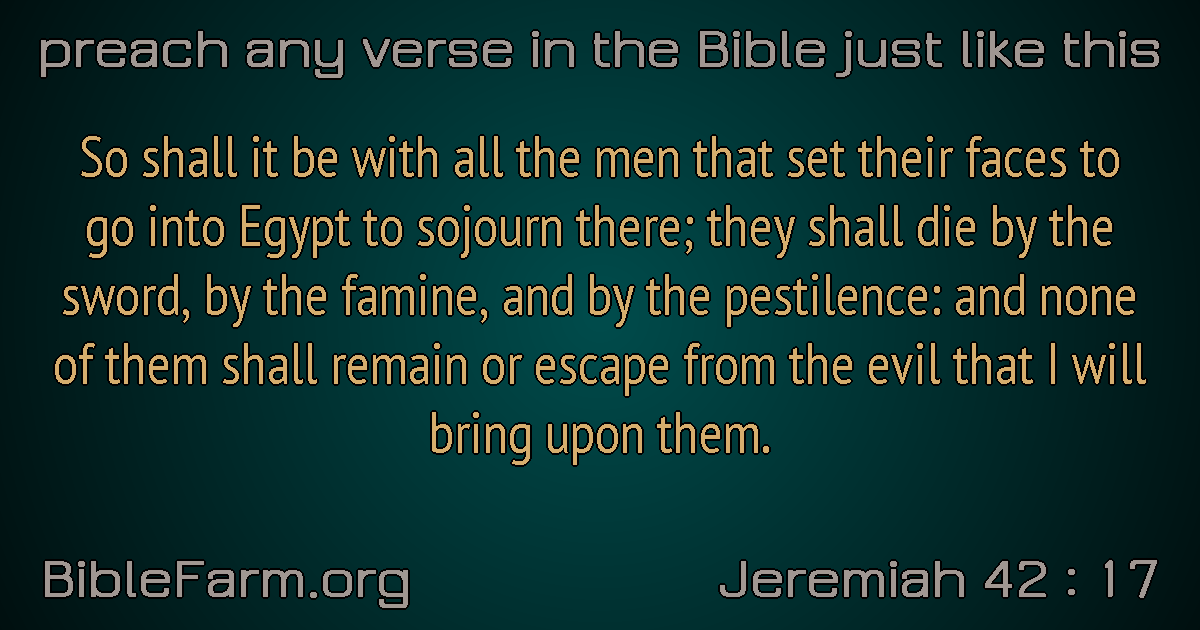 preach any verse in the Bible just like this
So shall it be with all the men that set their faces to
go into Egypt to sojourn there; they shall die by the
sword, by the famine, and by the pestilence: and none
of them shall remain or escape from the evil that I will
bring upon them.
BibleFarm.org
Jeremiah 42 : 17